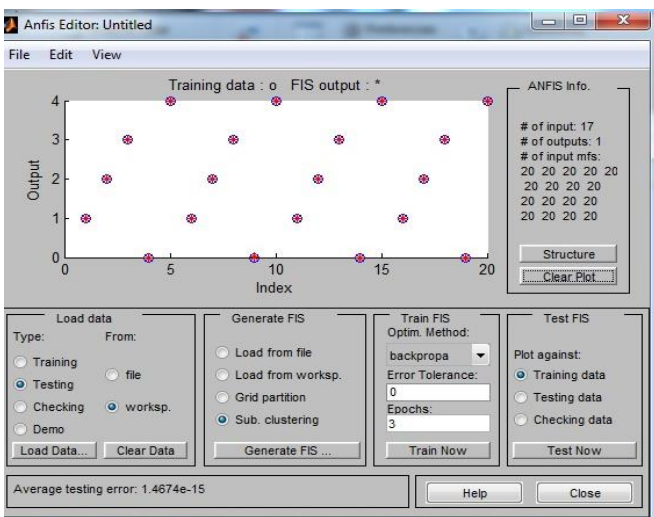 Anfis Editor: Untitled
File Edit View
Training data : o FIS output : *
4
3
2
1
0
Output
0 5 10 15 20
Index
ANFIS Info.
# of input: 17
# of outputs: 1
# of input mfs:
20 20 20 20 20
20 20 20 20
20 20 20 20
20 20 20 20
Structure
Clear Plot
Load data
Type: From:
Training
Testing
Checking
Demo
file
worksp.
Load Data... Clear Data
Generate FIS
Load from file
Load from worksp.
Grid partition
Sub. clustering
Generate FIS ...
Train FIS
Optim. Method:
backpropa
Error Tolerance:
0
Epochs:
3
Train Now
Test FIS
Plot against:
Training data
Testing data
Checking data
Test Now
Average testing error: 1.4674e-15
Help Close